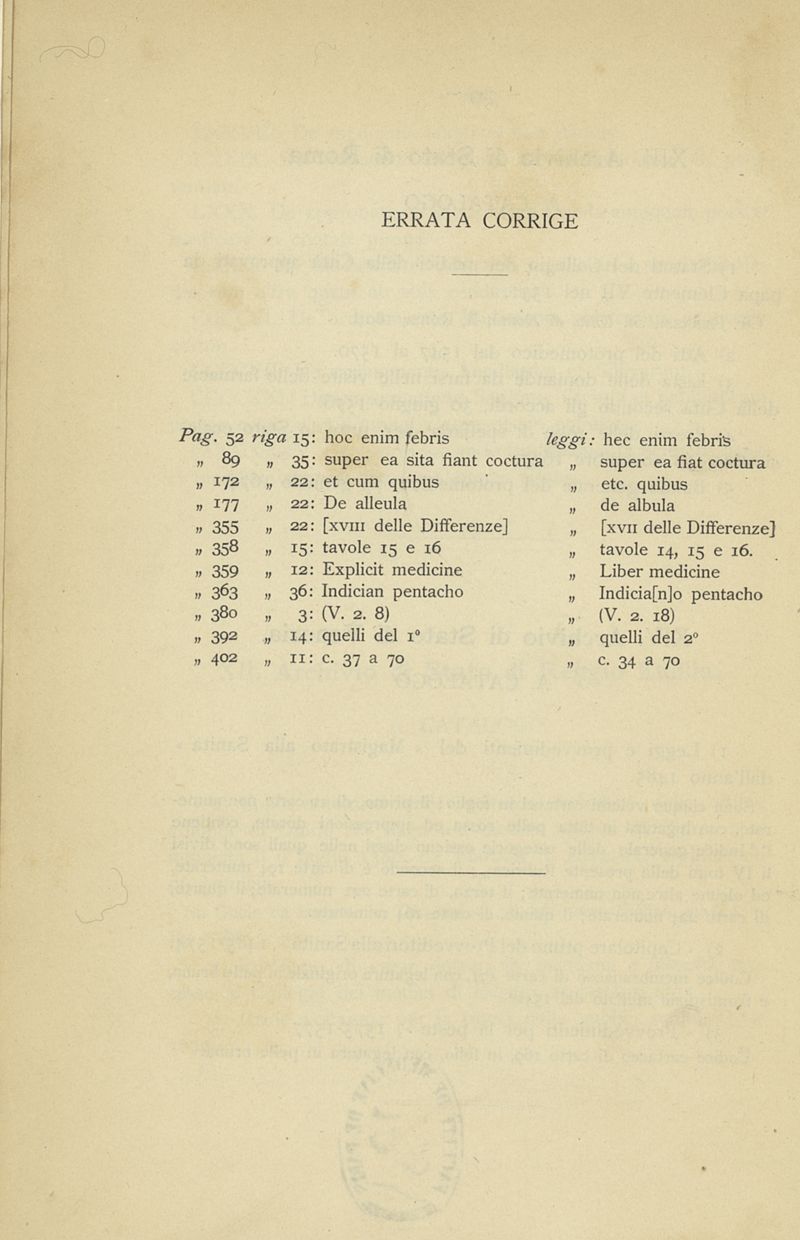 ERRATA CORRIGE
Pag. 52 riga 15: hoc enim febris leggi: hec enim febris
„ 89 „ 35: super ea sita fiant coctura „ super ea fiat coctura
„ 172 „ 22: et cum quibus „ etc. quibus
„ 177 „ 22: De alleula „ de albula
„ 355 „ 22: [XVIII delle Differenze] „ [XVII delle Differenze]
„ 358 „ 15: tavole 15 e 16 „ tavole 14, 15 e 16.
„ 359 „ 12: Explicit medicine „ Liber medicine
„ 363 „ 36: Indician pentacho „ Indicia[n]o pentacho
„ 380 „ 3: (V. 2. 8) „ (V. 2. 18)
„ 392 „ 14: quelli del 1° „ quelli del 2°
„ 402 „ 11: c. 37 a 70 „ c. 34 a 70